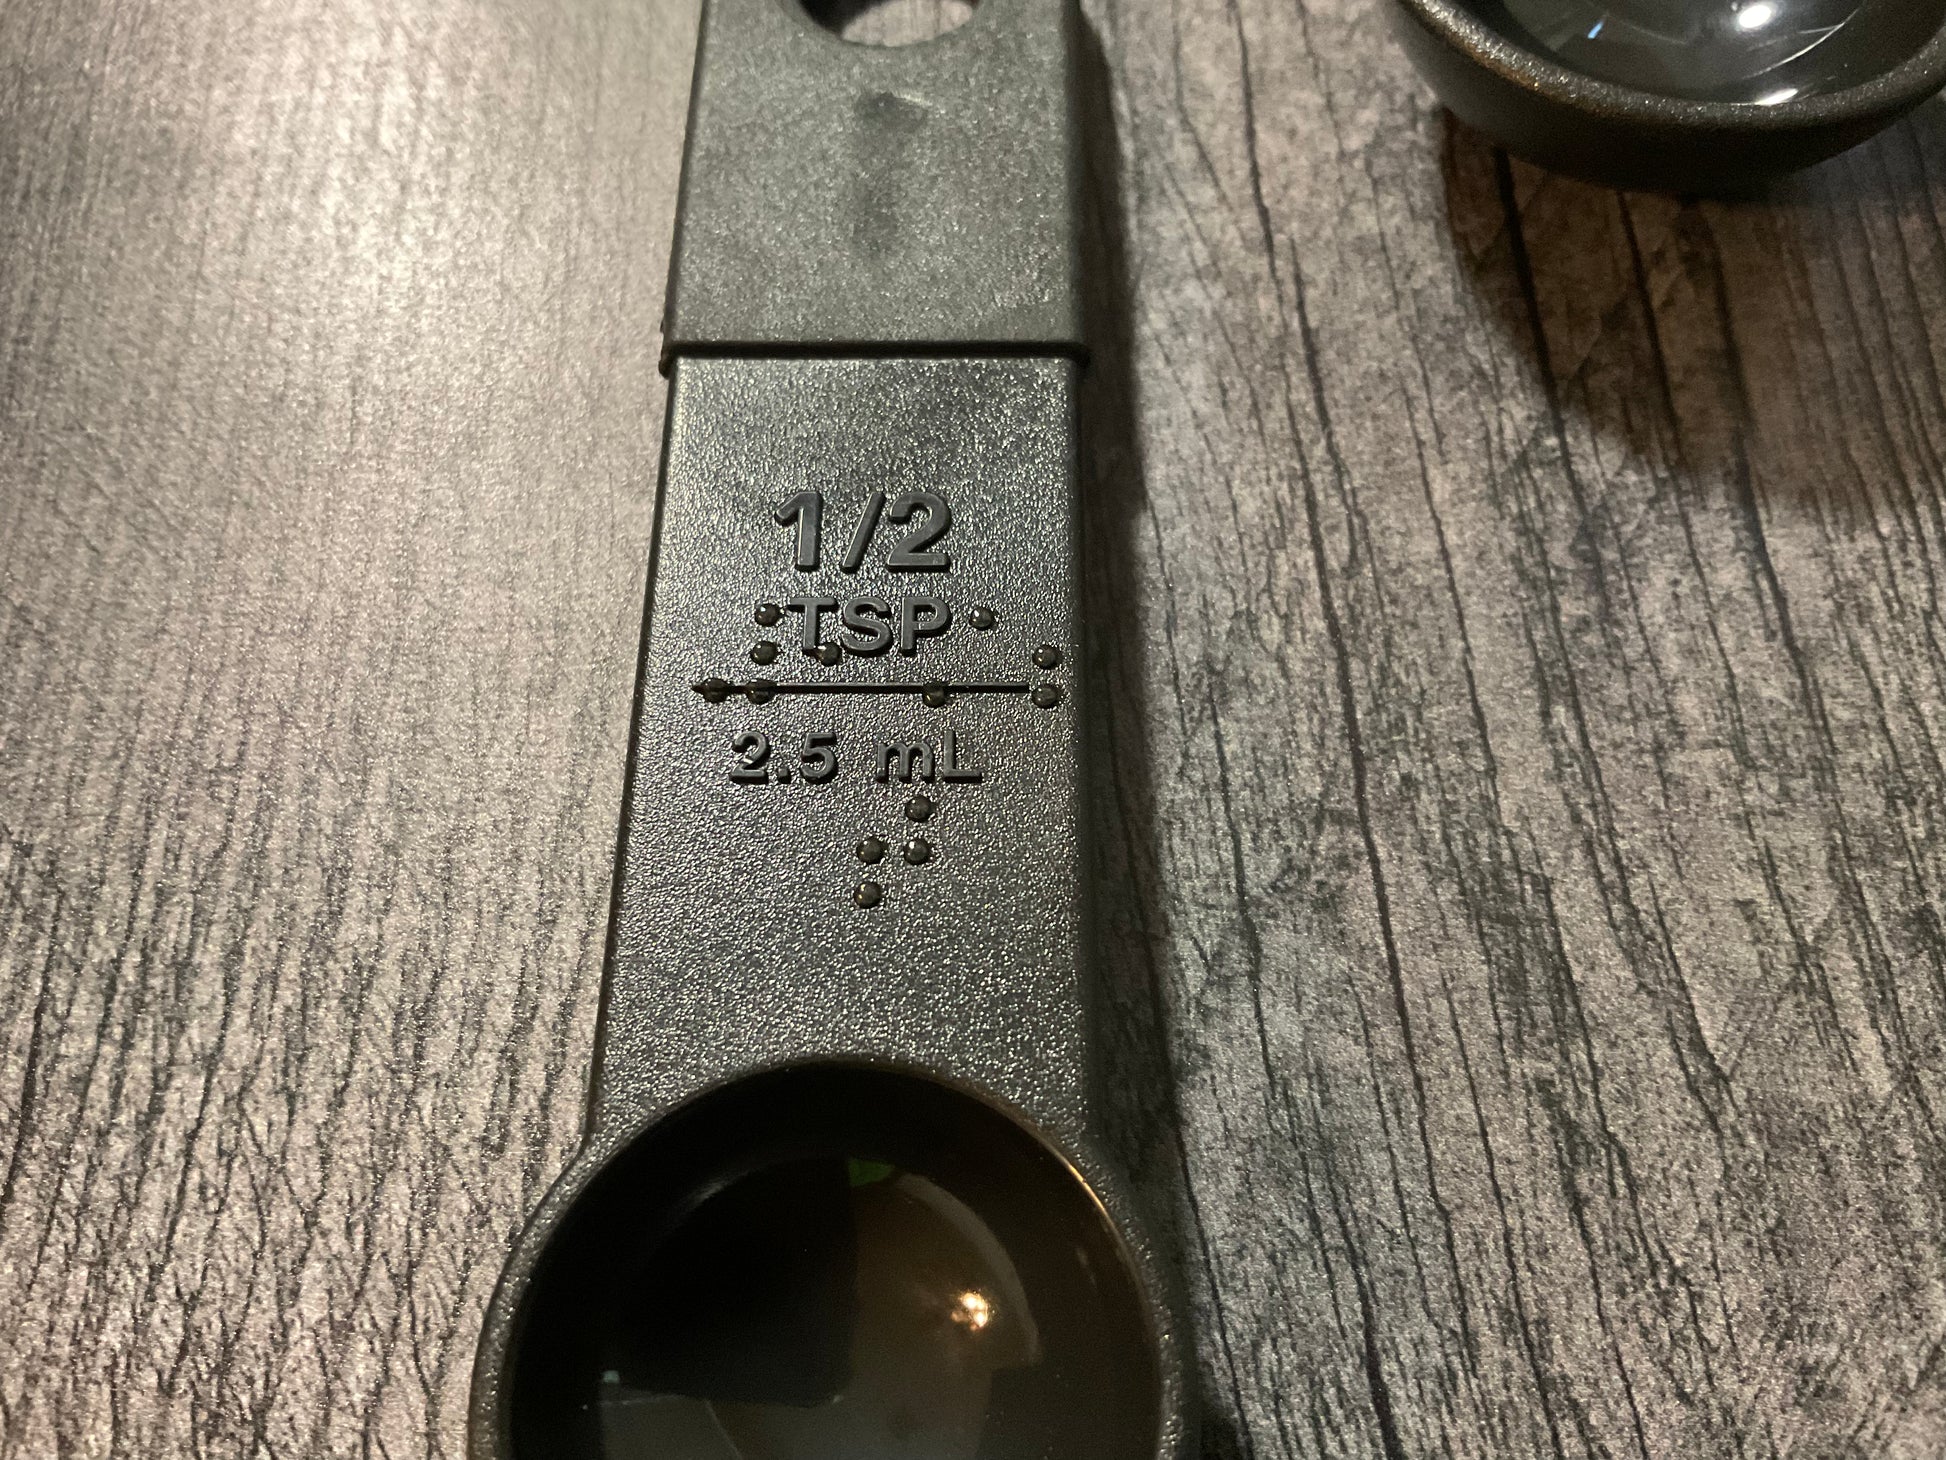 1/2
TSP
⠼⠂⠌⠆
2.5 mL
⠞